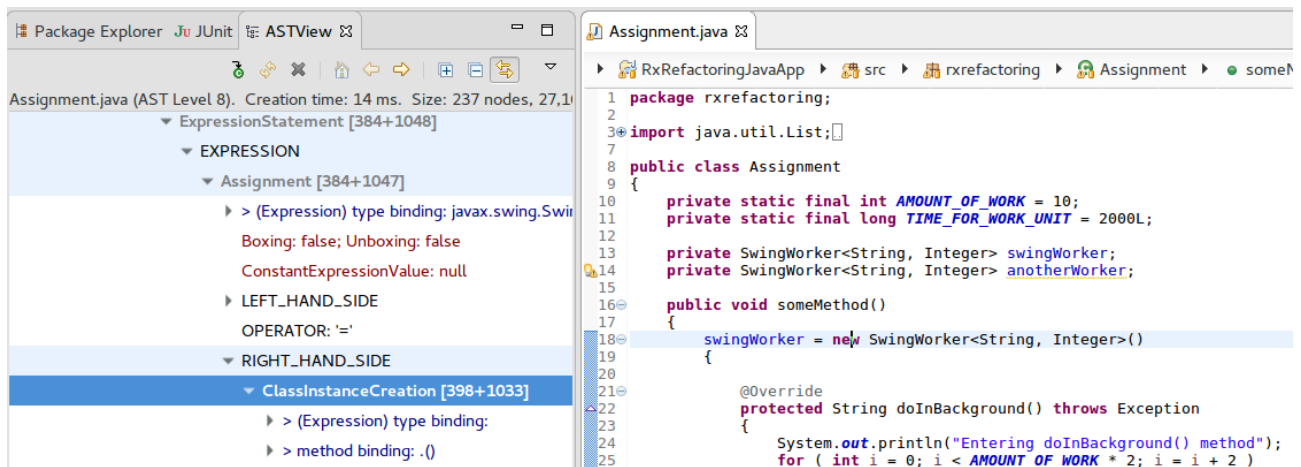 Package Explorer Ju JUnit ASTView
Assignment.java (AST Level 8). Creation time: 14 ms. Size: 237 nodes, 27,1
ExpressionStatement [384+1048]
EXPRESSION
Assignment [384+1047]
> (Expression) type binding: javax.swing.Swi
Boxing: false; Unboxing: false
ConstantExpressionValue: null
LEFT_HAND_SIDE
OPERATOR: '='
RIGHT_HAND_SIDE
ClassInstanceCreation [398+1033]
> (Expression) type binding:
> method binding: .()
Assignment.java
RxRefactoringJavaApp src rxrefactoring Assignment someM
1 package rxrefactoring;
2
3 import java.util.List;
7
8 public class Assignment
9 {
10 private static final int AMOUNT_OF_WORK = 10;
11 private static final long TIME_FOR_WORK_UNIT = 2000L;
12
13 private SwingWorker<String, Integer> swingWorker;
14 private SwingWorker<String, Integer> anotherWorker;
15
16 public void someMethod()
17 {
18 swingWorker = new SwingWorker<String, Integer>()
19 {
20
21 @Override
22 protected String doInBackground() throws Exception
23 {
24 System.out.println("Entering doInBackground() method");
25 for ( int i = 0; i < AMOUNT_OF_WORK * 2; i = i + 2 )